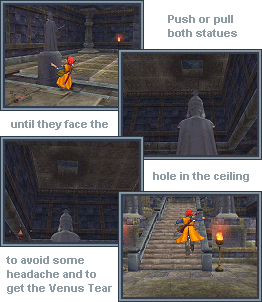 Push or pull
both statues
until they face the
hole in the ceiling
to avoid some
headache and to
get the Venus Tear